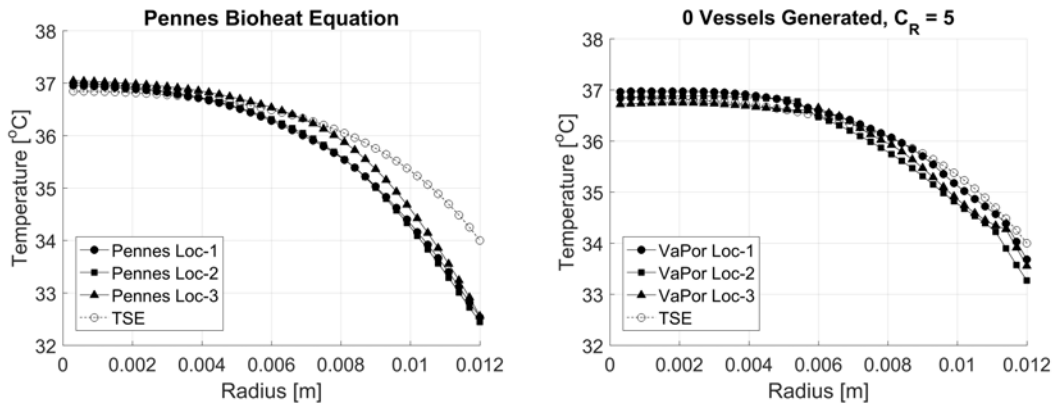 Pennes Bioheat Equation
38
37
36
35
34
33
32
Temperature [°C]
Pennes Loc-1
Pennes Loc-2
Pennes Loc-3
TSE
0 0.002 0.004 0.006 0.008 0.01 0.012
Radius [m]
0 Vessels Generated, C_R = 5
38
37
36
35
34
33
32
Temperature [°C]
VaPor Loc-1
VaPor Loc-2
VaPor Loc-3
TSE
0 0.002 0.004 0.006 0.008 0.01 0.012
Radius [m]